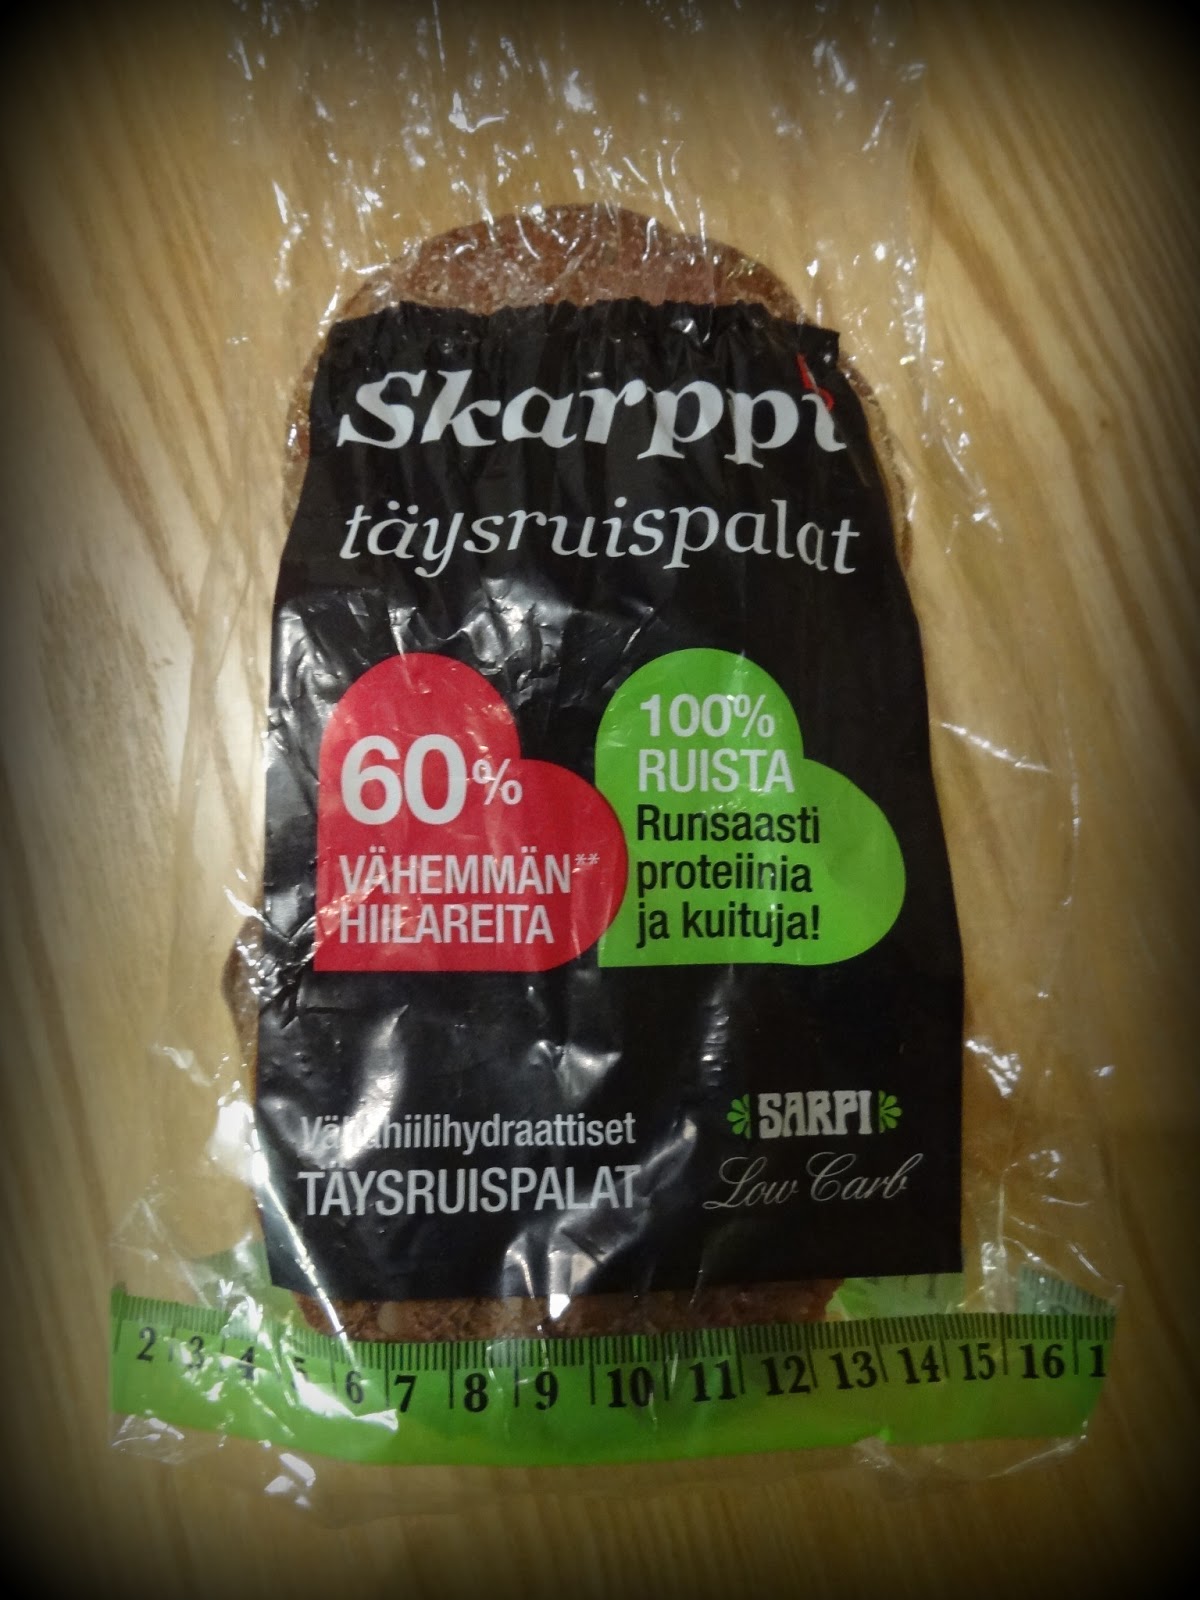 Skarppi
täysruispalat
60%
VÄHEMMÄN**
HIILAREITA
100%
RUISTA
Runsaasti
proteiinia
ja kuituja!
Vähähiilihydraattiset
TÄYSRUISPALAT
SARPI
Low Carb
2 3 4 5 6 7 8 9 10 11 12 13 14 15 16 1